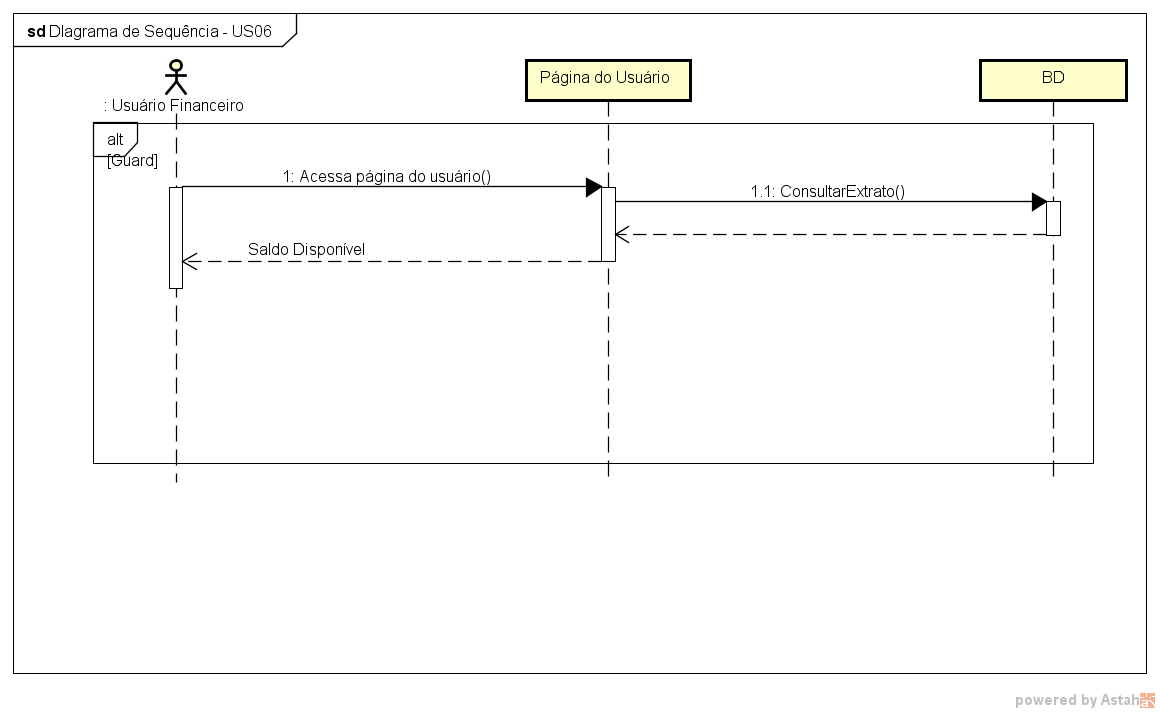 sd DIagrama de Sequência - US06
: Usuário Financeiro
Página do Usuário
BD
alt
[Guard]
1: Acessa página do usuário()
1.1: ConsultarExtrato()
Saldo Disponível
powered by Astah